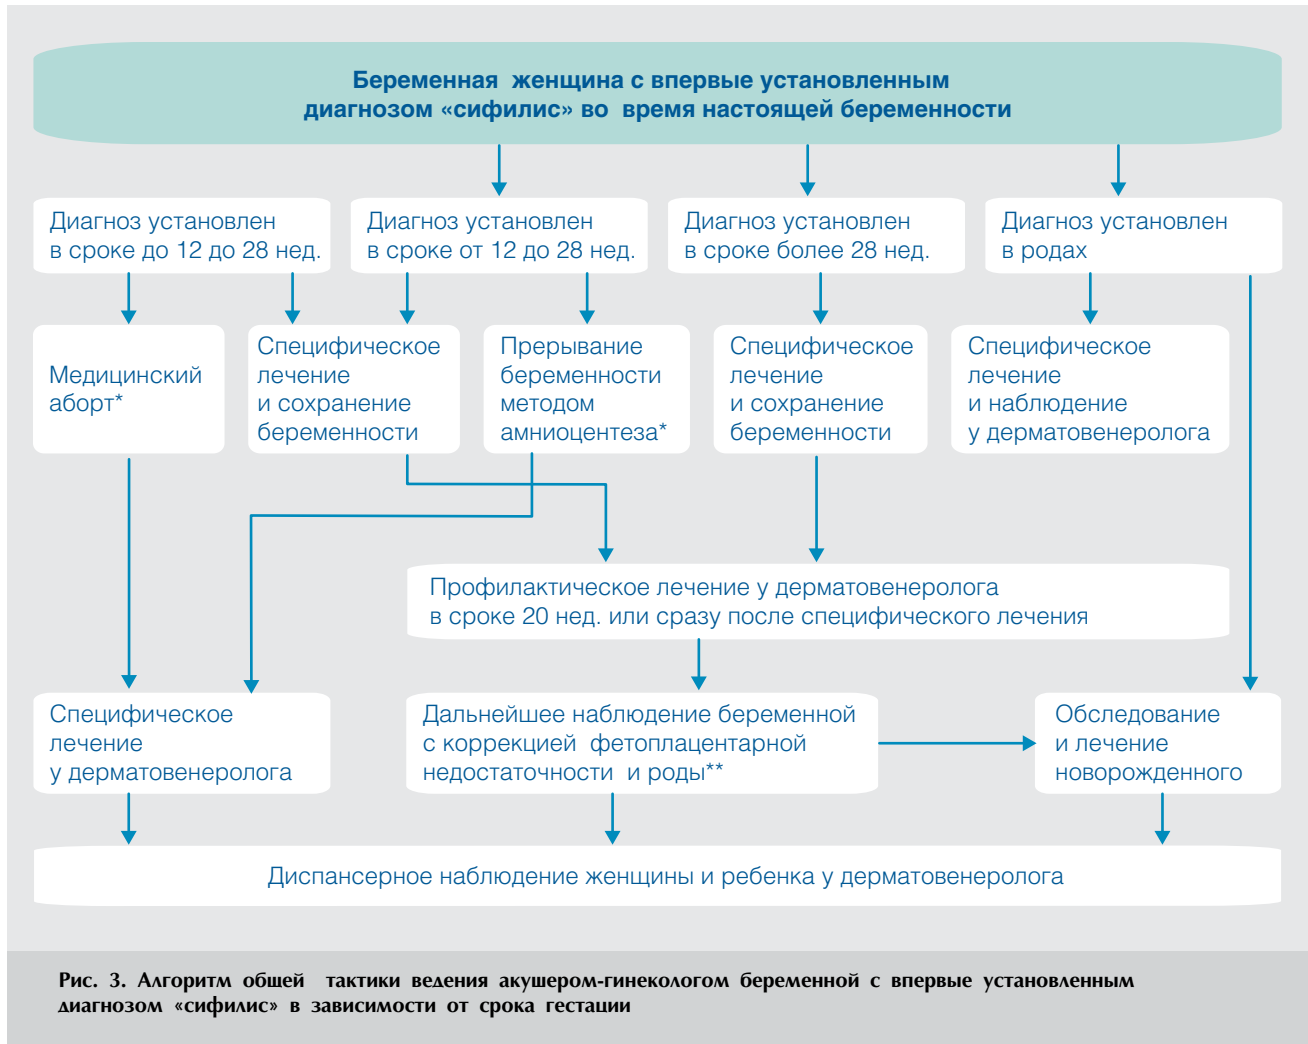 Беременная женщина с впервые установленным
диагнозом «сифилис» во время настоящей беременности
Диагноз установлен
в сроке до 12 до 28 нед.
Диагноз установлен
в сроке от 12 до 28 нед.
Диагноз установлен
в сроке более 28 нед.
Диагноз установлен
в родах
Медицинский
аборт*
Специфическое
лечение
и сохранение
беременности
Прерывание
беременности
методом
амниоцентеза*
Специфическое
лечение
и сохранение
беременности
Специфическое
лечение
и наблюдение
у дерматовенеролога
Профилактическое лечение у дерматовенеролога
в сроке 20 нед. или сразу после специфического лечения
Специфическое
лечение
у дерматовенеролога
Дальнейшее наблюдение беременной
с коррекцией фетоплацентарной
недостаточности и роды**
Обследование
и лечение
новорожденного
Диспансерное наблюдение женщины и ребенка у дерматовенеролога
Рис. 3. Алгоритм общей тактики ведения акушером-гинекологом беременной с впервые установленным
диагнозом «сифилис» в зависимости от срока гестации